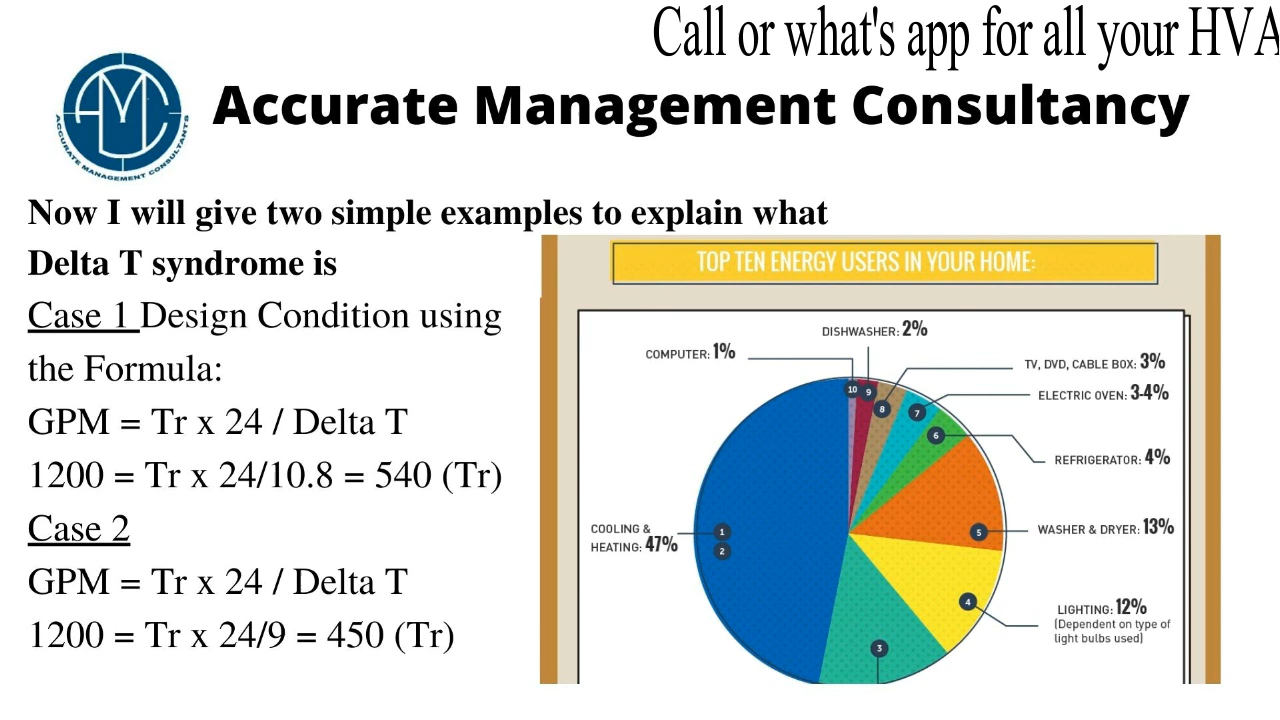 Call or what's app for all your HVA
Accurate Management Consultancy
AMC
ACCURATE MANAGEMENT CONSULTANTS
Now I will give two simple examples to explain what
Delta T syndrome is
Case 1 Design Condition using
the Formula:
GPM = Tr x 24 / Delta T
1200 = Tr x 24/10.8 = 540 (Tr)
Case 2
GPM = Tr x 24 / Delta T
1200 = Tr x 24/9 = 450 (Tr)
TOP TEN ENERGY USERS IN YOUR HOME:
DISHWASHER: 2%
COMPUTER: 1%
TV, DVD, CABLE BOX: 3%
ELECTRIC OVEN: 3-4%
REFRIGERATOR: 4%
WASHER & DRYER: 13%
COOLING &
HEATING: 47%
LIGHTING: 12%
(Dependent on type of
light bulbs used)
10
9
8
7
6
5
4
3
1
2